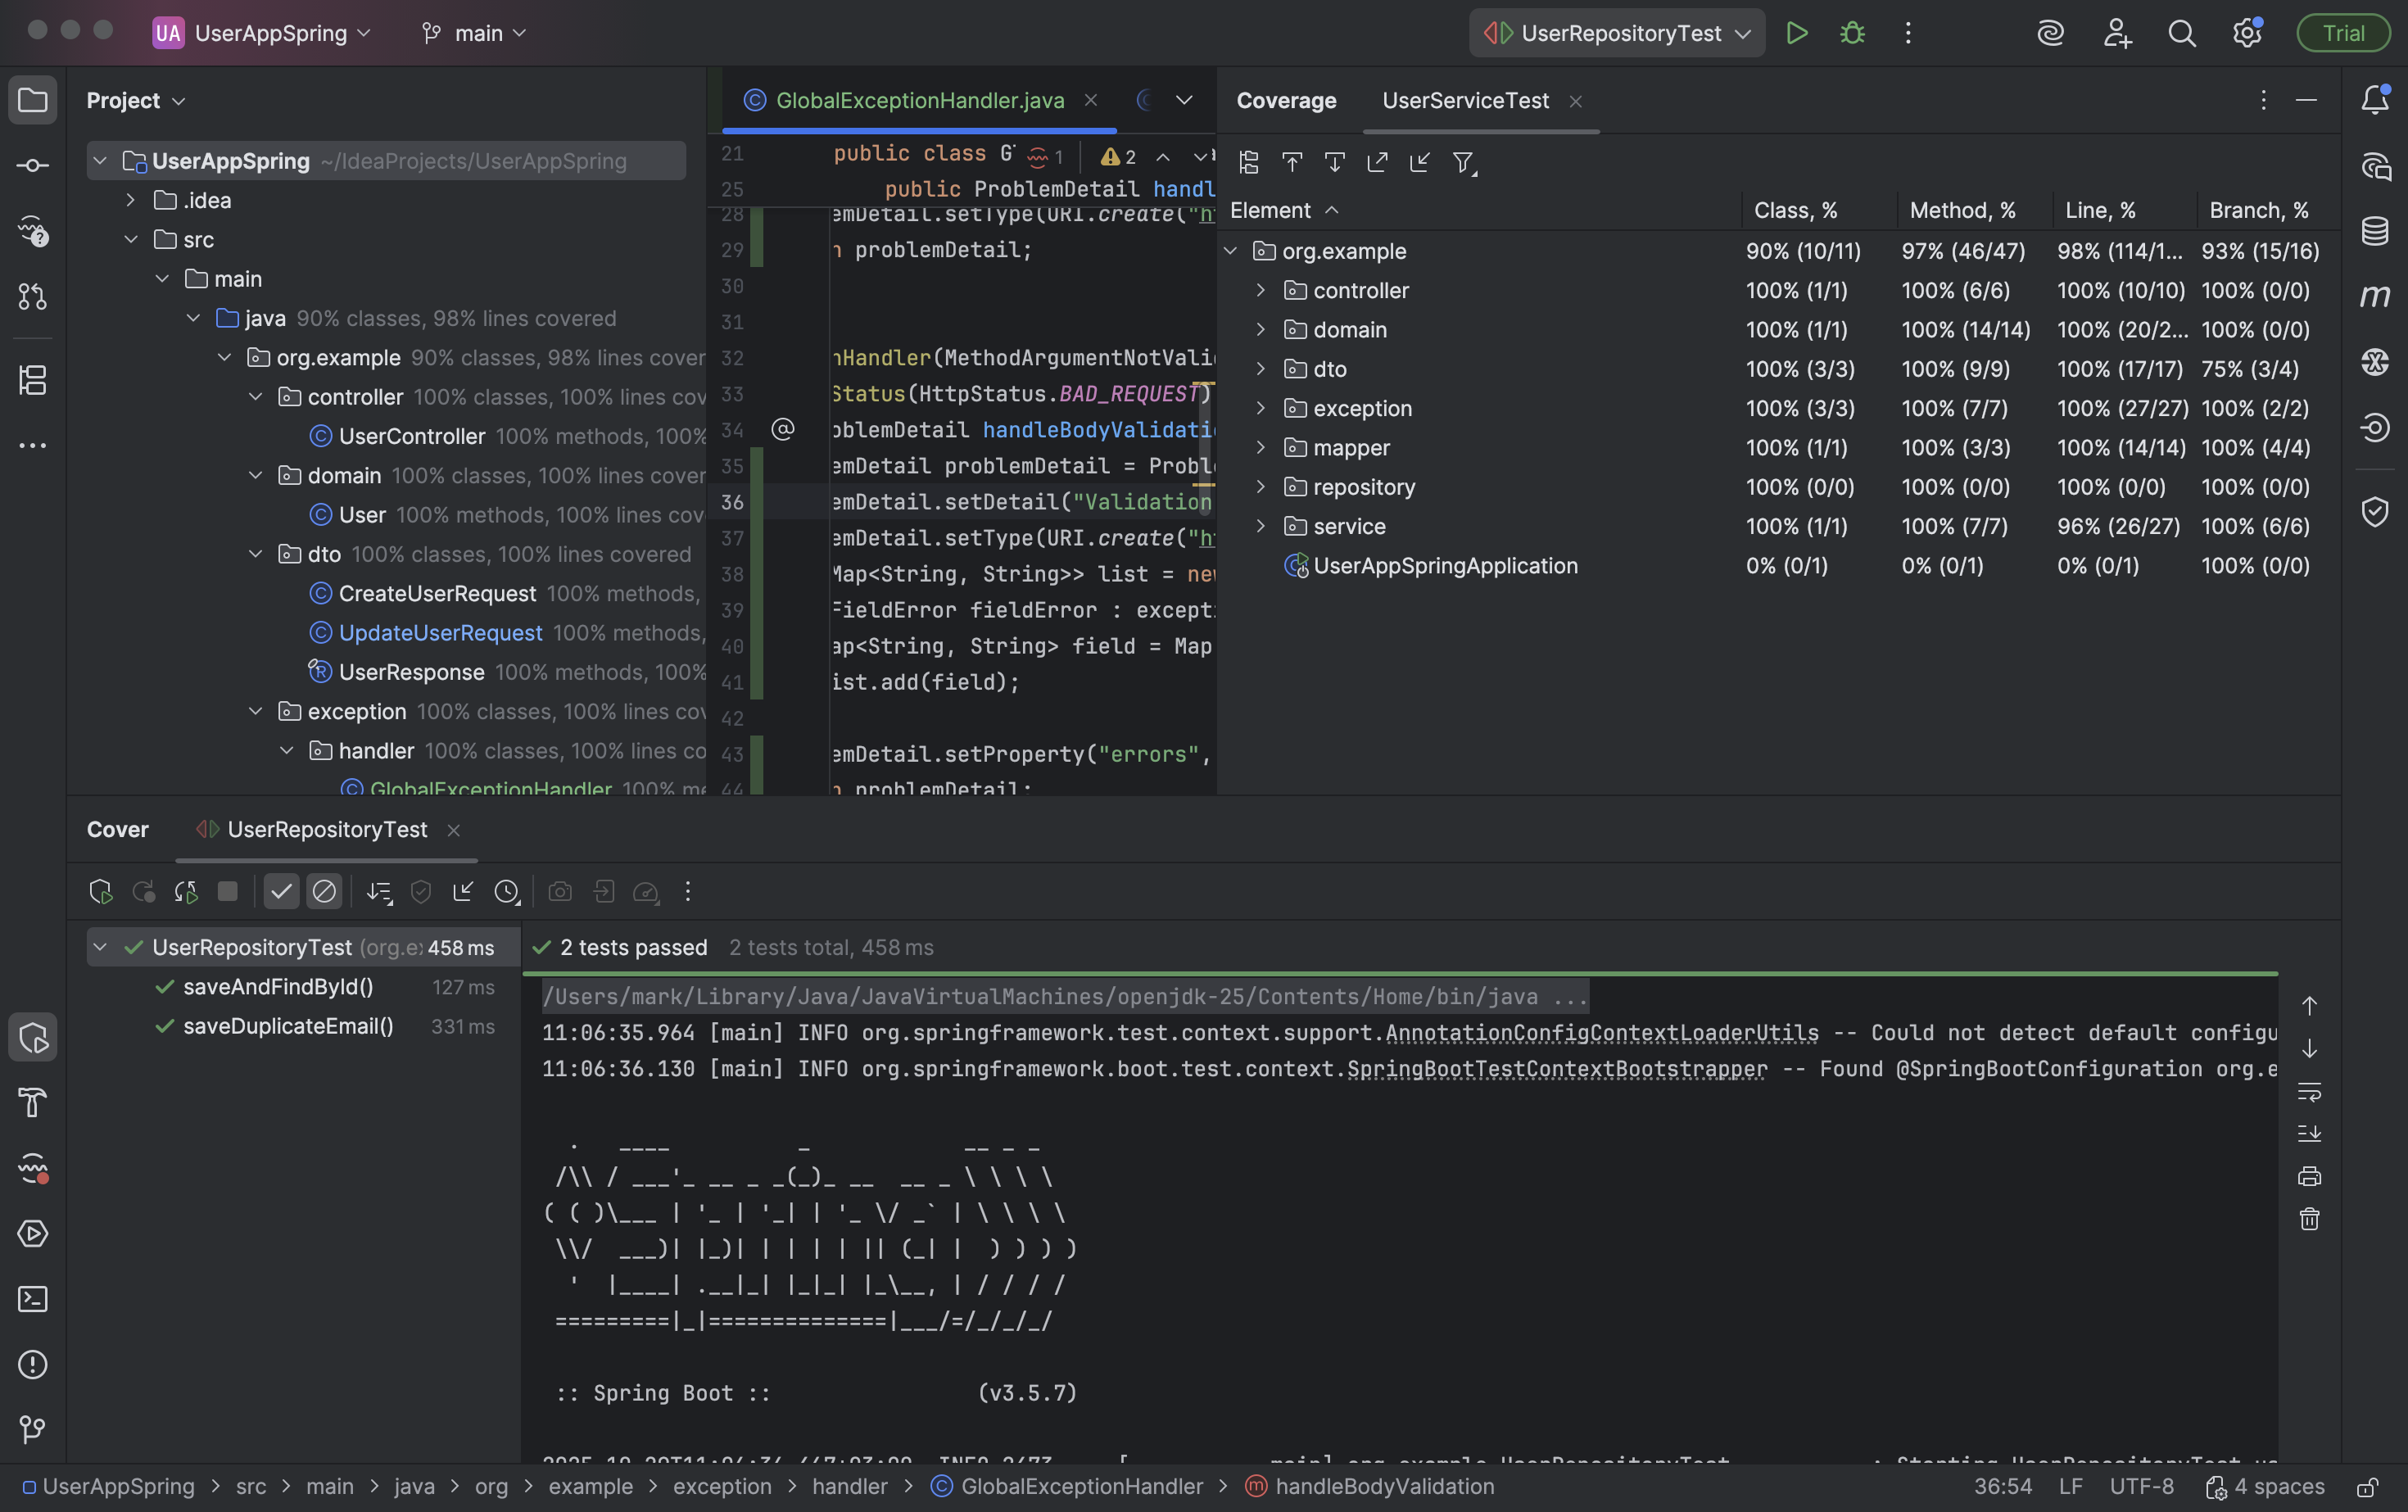 UA UserAppSpring main UserRepositoryTest Trial
Project
UserAppSpring ~/IdeaProjects/UserAppSpring
.idea
src
main
java 90% classes, 98% lines covered
org.example 90% classes, 98% lines cover
controller 100% classes, 100% lines cov
UserController 100% methods, 100%
domain 100% classes, 100% lines cover
User 100% methods, 100% lines cov
dto 100% classes, 100% lines covered
CreateUserRequest 100% methods,
UpdateUserRequest 100% methods,
UserResponse 100% methods, 100%
exception 100% classes, 100% lines cov
handler 100% classes, 100% lines co
GlobalExceptionHandler 100% me
GlobalExceptionHandler.java
21 public class G 1 2
25 public ProblemDetail handl
28 emDetail.setType(URI.create("h
29 n problemDetail;
30
31
32 nHandler(MethodArgumentNotVali
33 Status(HttpStatus.BAD_REQUEST)
34 @ oblemDetail handleBodyValidati
35 emDetail problemDetail = Proble
36 emDetail.setDetail("Validation
37 emDetail.setType(URI.create("h
38 Map<String, String>> list = new
39 FieldError fieldError : excepti
40 ap<String, String> field = Map
41 ist.add(field);
42
43 emDetail.setProperty("errors",
44 n problemDetail;
Coverage UserServiceTest
Element Class, % Method, % Line, % Branch, %
org.example 90% (10/11) 97% (46/47) 98% (114/1... 93% (15/16)
controller 100% (1/1) 100% (6/6) 100% (10/10) 100% (0/0)
domain 100% (1/1) 100% (14/14) 100% (20/2... 100% (0/0)
dto 100% (3/3) 100% (9/9) 100% (17/17) 75% (3/4)
exception 100% (3/3) 100% (7/7) 100% (27/27) 100% (2/2)
mapper 100% (1/1) 100% (3/3) 100% (14/14) 100% (4/4)
repository 100% (0/0) 100% (0/0) 100% (0/0) 100% (0/0)
service 100% (1/1) 100% (7/7) 96% (26/27) 100% (6/6)
UserAppSpringApplication 0% (0/1) 0% (0/1) 0% (0/1) 100% (0/0)
Cover UserRepositoryTest
UserRepositoryTest (org.ex 458 ms
saveAndFindById() 127 ms
saveDuplicateEmail() 331 ms
2 tests passed 2 tests total, 458 ms
/Users/mark/Library/Java/JavaVirtualMachines/openjdk-25/Contents/Home/bin/java ...
11:06:35.964 [main] INFO org.springframework.test.context.support.AnnotationConfigContextLoaderUtils -- Could not detect default configu
11:06:36.130 [main] INFO org.springframework.boot.test.context.SpringBootTestContextBootstrapper -- Found @SpringBootConfiguration org.e
:: Spring Boot :: (v3.5.7)
UserAppSpring > src > main > java > org > example > exception > handler > GlobalExceptionHandler > handleBodyValidation
36:54 LF UTF-8 4 spaces